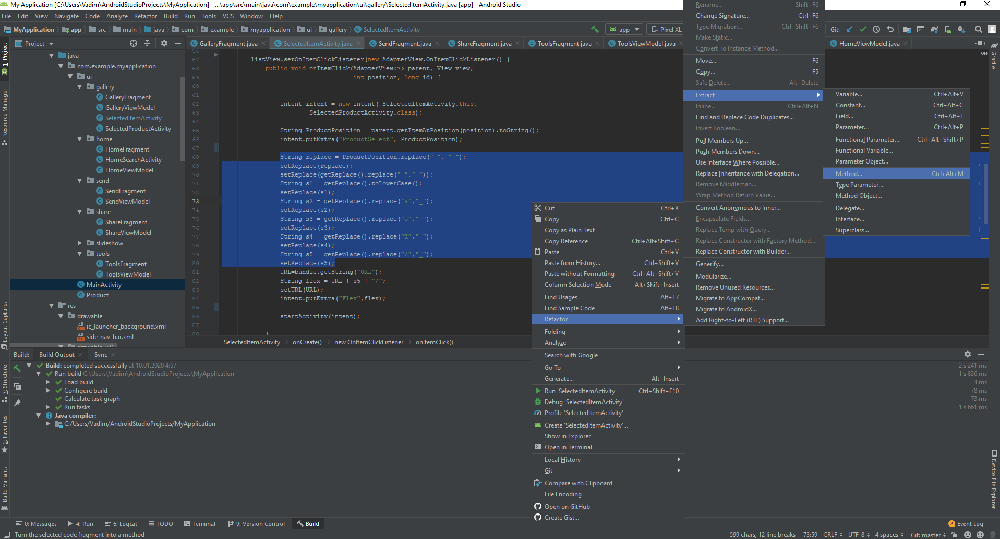 My Application [C:\Users\Vadim\AndroidStudioProjects\MyApplication] - ...\app\src\main\java\com\example\myapplication\ui\gallery\SelectedItemActivity.java [app] - Android Studio
File Edit View Navigate Code Analyze Refactor Build Run Tools VCS Window Help
MyApplication app src main java com example myapplication ui gallery SelectedItemActivity
app Pixel XL Git:
Project
GalleryFragment.java SelectedItemActivity.java SendFragment.java ShareFragment.java ToolsFragment.java ToolsViewModel.java HomeViewModel.java
1: Project
Resource Manager
Layout Captures
7: Structure
2: Favorites
Build Variants
java
com.example.myapplication
ui
gallery
GalleryFragment
GalleryViewModel
SelectedItemActivity
SelectedProductActivity
home
HomeFragment
HomeSearchActivity
HomeViewModel
send
SendFragment
SendViewModel
share
ShareFragment
ShareViewModel
slideshow
tools
ToolsFragment
ToolsViewModel
MainActivity
Product
res
drawable
ic_launcher_background.xml
side_nav_bar.xml
drawable-v21
56
57 listView.setOnItemClickListener(new AdapterView.OnItemClickListener() {
58 public void onItemClick(AdapterView<?> parent, View view,
59 int position, long id) {
60
61
62 Intent intent = new Intent( SelectedItemActivity.this,
63 SelectedProductActivity.class);
64
65 String ProductPosition = parent.getItemAtPosition(position).toString();
66 intent.putExtra("ProductSelect", ProductPosition);
67
68 String replace = ProductPosition.replace("-", "_");
69 setReplace(replace);
70 setReplace(getReplace().replace(" ","_"));
71 String s1 = getReplace().toLowerCase();
72 setReplace(s1);
73 String s2 = getReplace().replace("ä","_");
74 setReplace(s2);
75 String s3 = getReplace().replace("ö","_");
76 setReplace(s3);
77 String s4 = getReplace().replace("ü","_");
78 setReplace(s4);
79 String s5 = getReplace().replace("/","_");
80 setReplace(s5);
81 URL=bundle.getString("URL");
82 String flex = URL + s5 + "/";
83 setURL(URL);
84 intent.putExtra("Flex",flex);
85
86 startActivity(intent);
87
88 }
SelectedItemActivity onCreate() new OnItemClickListener onItemClick()
Cut Ctrl+X
Copy Ctrl+C
Copy as Plain Text
Copy Reference Ctrl+Alt+Shift+C
Paste Ctrl+V
Paste from History... Ctrl+Shift+V
Paste without Formatting Ctrl+Alt+Shift+V
Column Selection Mode Alt+Shift+Insert
Find Usages Alt+F7
Find Sample Code Alt+F8
Refactor
Folding
Analyze
Search with Google
Go To
Generate... Alt+Insert
Run 'SelectedItemActivity' Ctrl+Shift+F10
Debug 'SelectedItemActivity'
Profile 'SelectedItemActivity'
Create 'SelectedItemActivity'...
Show in Explorer
Open in Terminal
Local History
Git
Compare with Clipboard
File Encoding
Open on GitHub
Create Gist...
Rename... Shift+F6
Change Signature... Ctrl+F6
Type Migration... Ctrl+Shift+F6
Make Static...
Convert To Instance Method...
Move... F6
Copy... F5
Safe Delete... Alt+Delete
Extract
Inline... Ctrl+Alt+N
Find and Replace Code Duplicates...
Invert Boolean...
Pull Members Up...
Push Members Down...
Use Interface Where Possible...
Replace Inheritance with Delegation...
Remove Middleman...
Wrap Method Return Value...
Convert Anonymous to Inner...
Encapsulate Fields...
Replace Temp with Query...
Replace Constructor with Factory Method...
Replace Constructor with Builder...
Generify...
Modularize...
Remove Unused Resources...
Migrate to AppCompat...
Migrate to AndroidX...
Add Right-to-Left (RTL) Support...
Variable... Ctrl+Alt+V
Constant... Ctrl+Alt+C
Field... Ctrl+Alt+F
Parameter... Ctrl+Alt+P
Functional Parameter... Ctrl+Alt+Shift+P
Functional Variable...
Parameter Object...
Method... Ctrl+Alt+M
Type Parameter...
Method Object...
Delegate...
Interface...
Superclass...
OFF
Gradle
Device File Explorer
Build: Build Output Sync
Build: completed successfully at 10.01.2020 4:57 2 s 241 ms
Run build C:\Users\Vadim\AndroidStudioProjects\MyApplication 1 s 836 ms
Load build 3 ms
Configure build 78 ms
Calculate task graph 73 ms
Run tasks 1 s 661 ms
Java compiler:
C:/Users/Vadim/AndroidStudioProjects/MyApplication
0: Messages 4: Run 6: Logcat TODO Terminal 9: Version Control Build 2 Event Log
Turn the selected code fragment into a method 599 chars, 12 line breaks 73:59 CRLF UTF-8 4 spaces Git: master